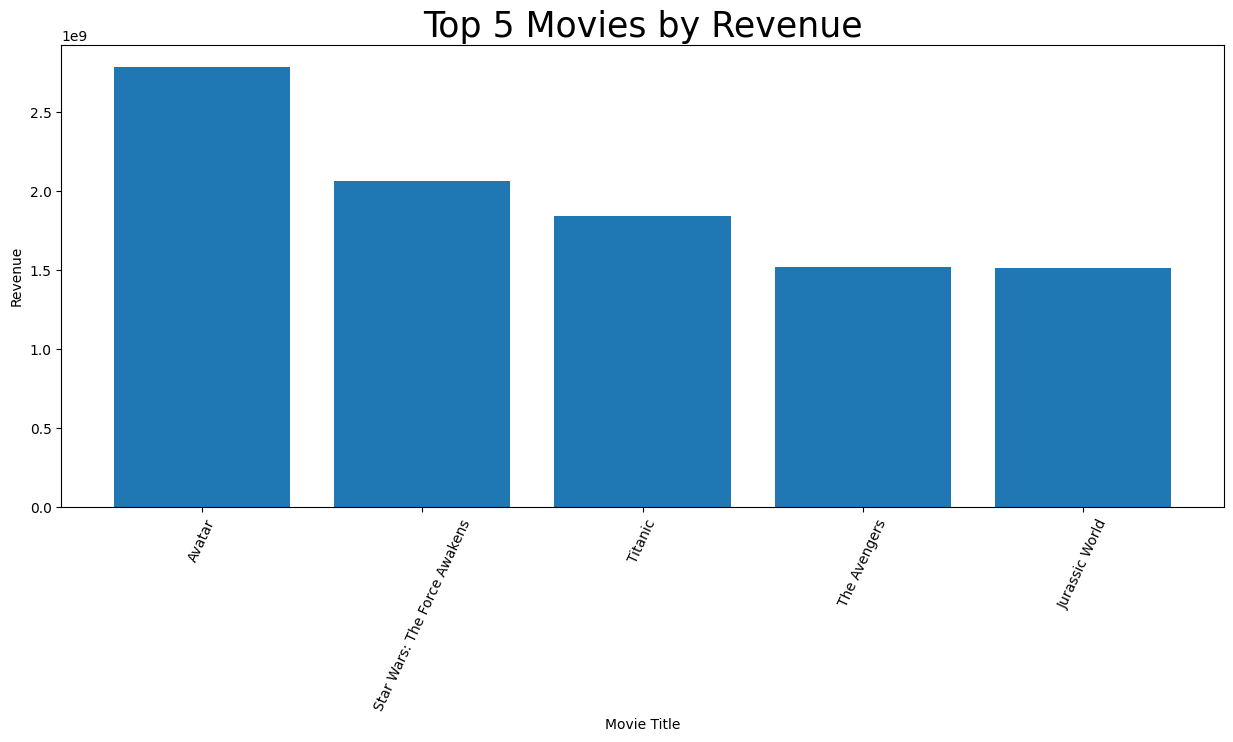 Top 5 Movies by Revenue
1e9
2.5
2.0
1.5
1.0
0.5
0.0
Revenue
Avatar
Star Wars: The Force Awakens
Titanic
The Avengers
Jurassic World
Movie Title